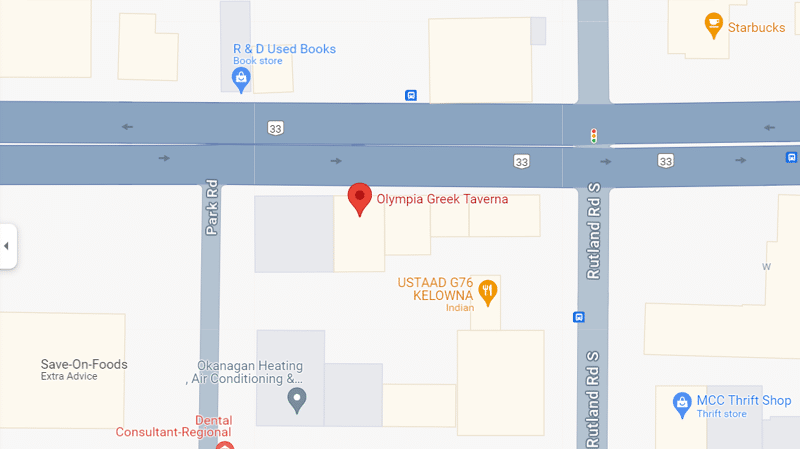 Starbucks
R & D Used Books
Book store
33
33
33
Park Rd
Olympia Greek Taverna
Rutland Rd S
W
USTAAD G76
KELOWNA
Indian
Save-On-Foods
Extra Advice
Okanagan Heating
, Air Conditioning &...
Rutland Rd S
MCC Thrift Shop
Thrift store
Dental
Consultant-Regional